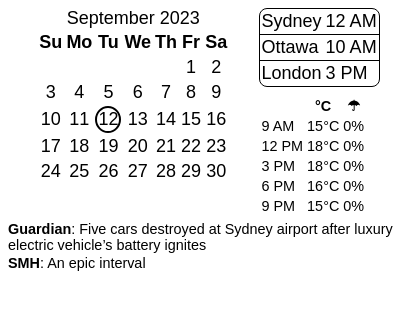 September 2023
Su Mo Tu We Th Fr Sa
1 2
3 4 5 6 7 8 9
10 11 12 13 14 15 16
17 18 19 20 21 22 23
24 25 26 27 28 29 30
Sydney 12 AM
Ottawa 10 AM
London 3 PM
°C ☂
9 AM 15°C 0%
12 PM 18°C 0%
3 PM 18°C 0%
6 PM 16°C 0%
9 PM 15°C 0%
Guardian: Five cars destroyed at Sydney airport after luxury
electric vehicle’s battery ignites
SMH: An epic interval